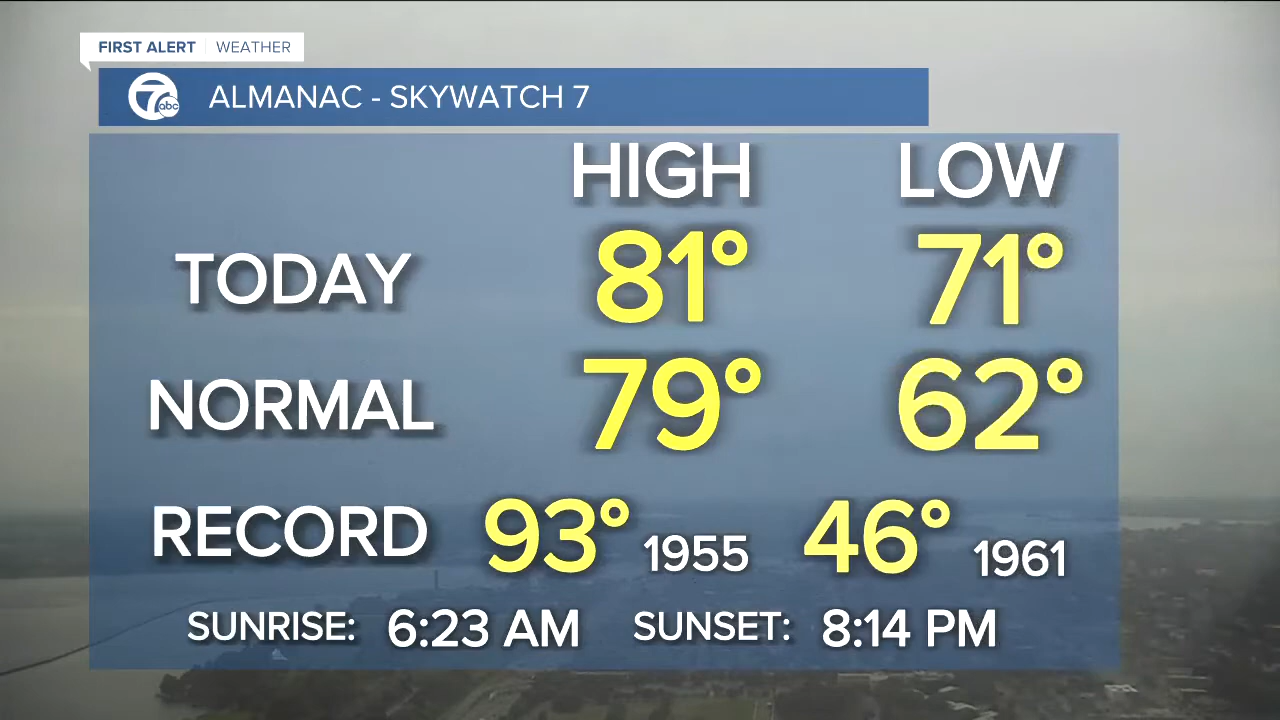 FIRST ALERT WEATHER
7 abc ALMANAC - SKYWATCH 7
HIGH LOW
TODAY 81° 71°
NORMAL 79° 62°
RECORD 93° 1955 46° 1961
SUNRISE: 6:23 AM SUNSET: 8:14 PM